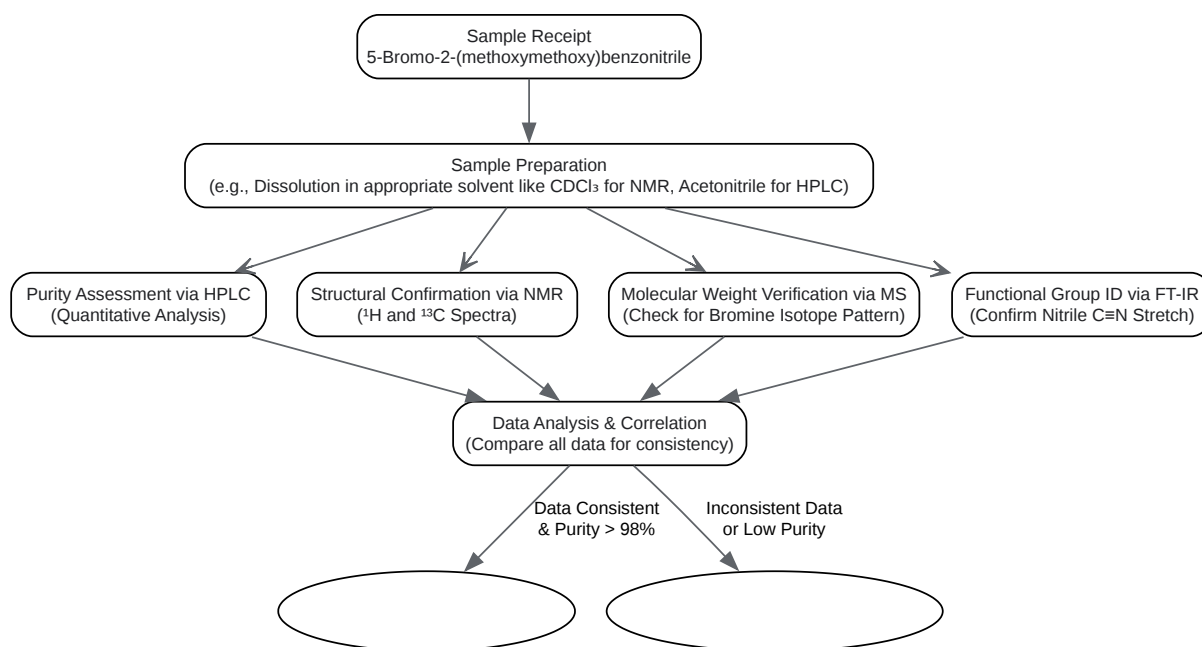 Sample Receipt
5-Bromo-2-(methoxymethoxy)benzonitrile
Sample Preparation
(e.g., Dissolution in appropriate solvent like CDCl₃ for NMR, Acetonitrile for HPLC)
Purity Assessment via HPLC
(Quantitative Analysis)
Structural Confirmation via NMR
(¹H and ¹³C Spectra)
Molecular Weight Verification via MS
(Check for Bromine Isotope Pattern)
Functional Group ID via FT-IR
(Confirm Nitrile C≡N Stretch)
Data Analysis & Correlation
(Compare all data for consistency)
Data Consistent
& Purity > 98%
Inconsistent Data
or Low Purity